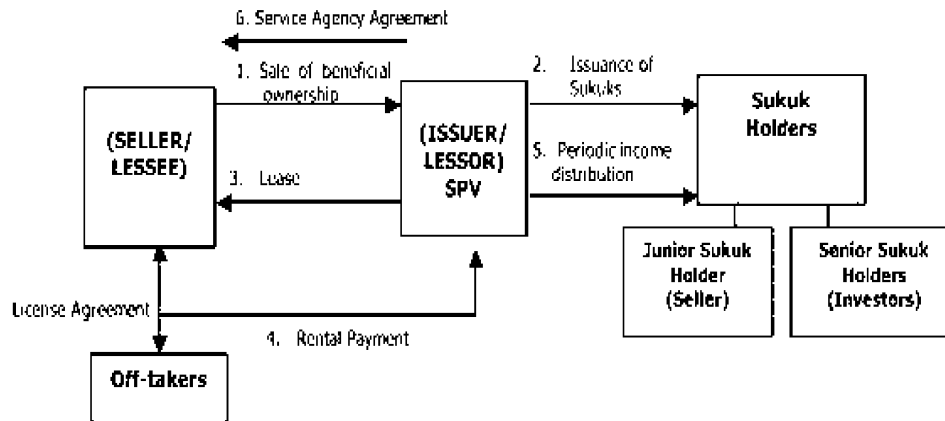 6. Service Agency Agreement
1. Sale of beneficial
ownership
2. Issuance of
Sukuks
(SELLER/
LESSEE)
(ISSUER/
LESSOR)
SPV
Sukuk
Holders
3. Lease
5. Periodic income
distribution
Junior Sukuk
Holder
(Seller)
Senior Sukuk
Holders
(Investors)
License Agreement
4. Rental Payment
Off-takers